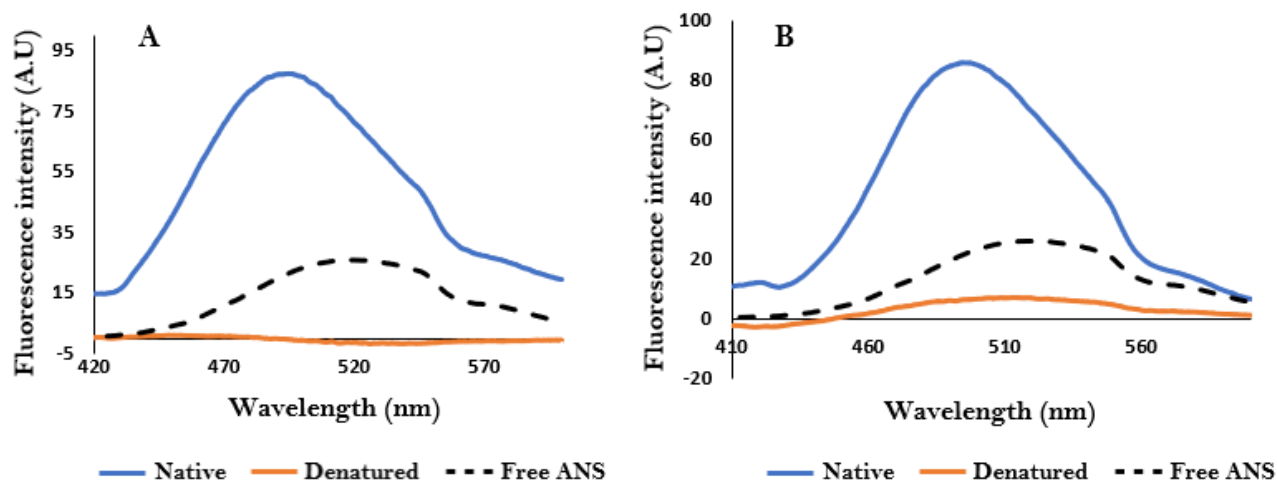 A
Fluorescence intensity (A.U)
95
75
55
35
15
-5
420 470 520 570
Wavelength (nm)
Native Denatured Free ANS
B
Fluorescence intensity (A.U)
100
80
60
40
20
0
-20
410 460 510 560
Wavelength (nm)
Native Denatured Free ANS